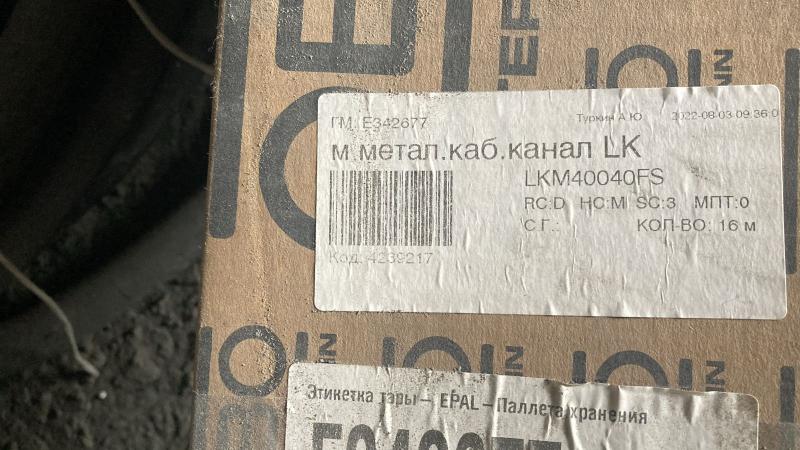 ГМ: E342677
Туркин А.Ю
2022-08-03 09:36:0
м.метал.каб.канал LK
LKM40040FS
RC:D HC:M SC:3 МПТ:0
С Г.: КОЛ-ВО: 16 м
Код: 4239217
Этикетка тары – EPAL – Паллета хранения